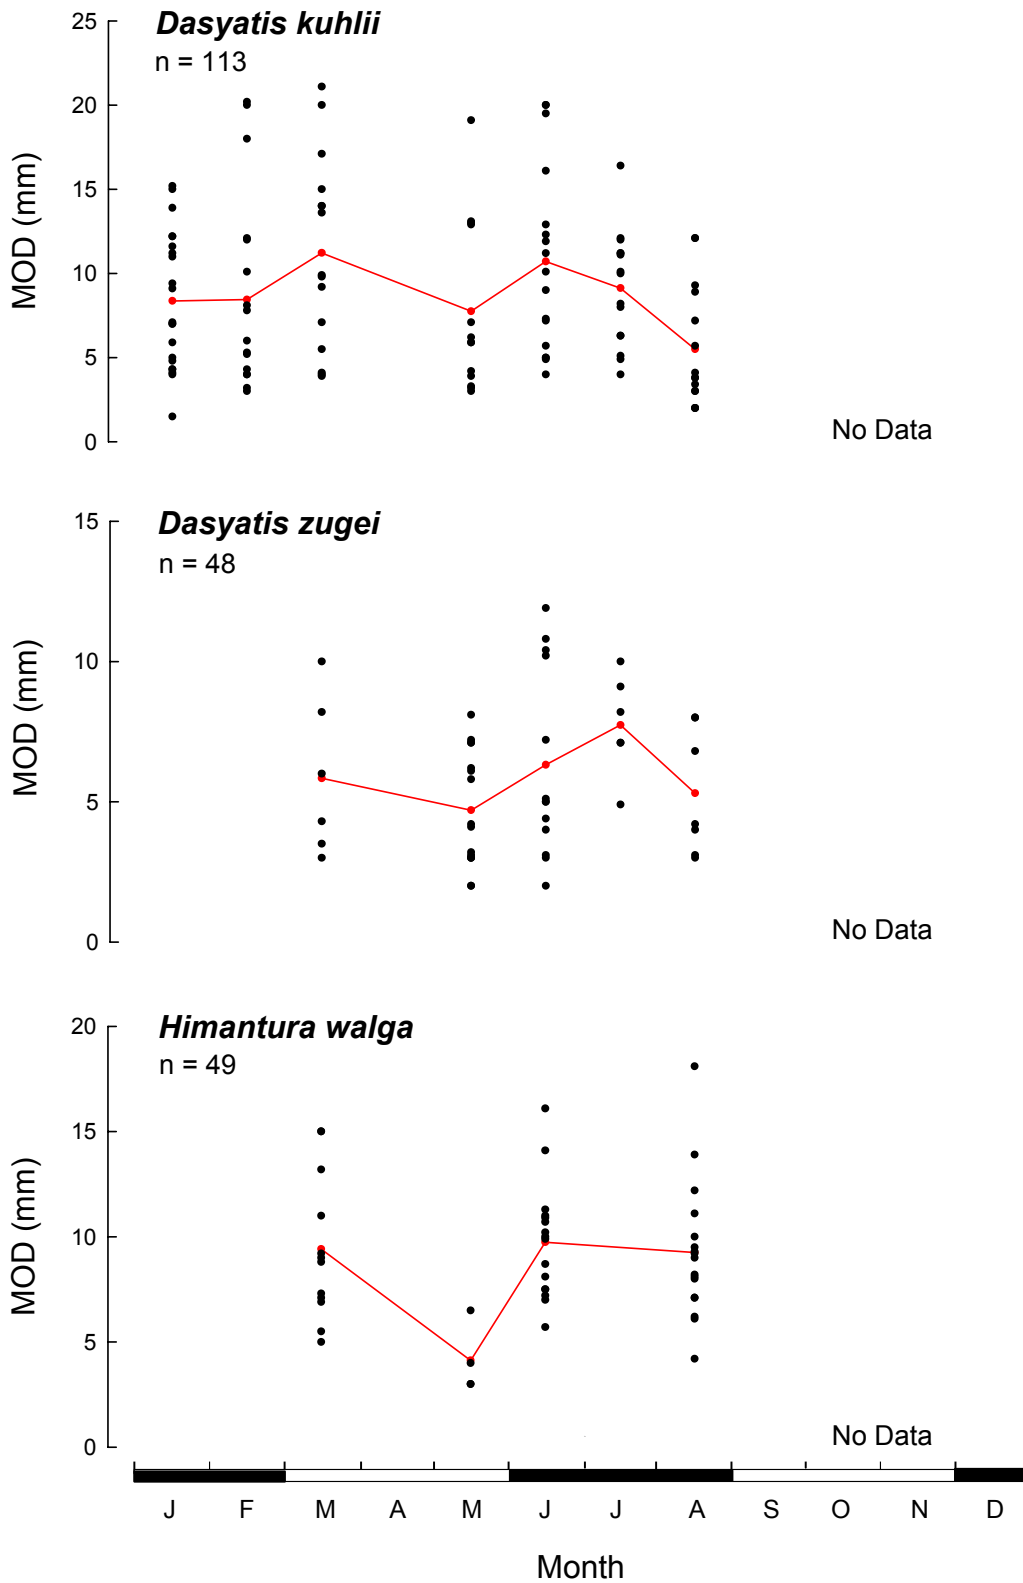 Dasyatis kuhlii
n = 113
25
20
15
10
5
0
MOD (mm)
No Data
Dasyatis zugei
n = 48
15
10
5
0
MOD (mm)
No Data
Himantura walga
n = 49
20
15
10
5
0
MOD (mm)
No Data
J F M A M J J A S O N D
Month